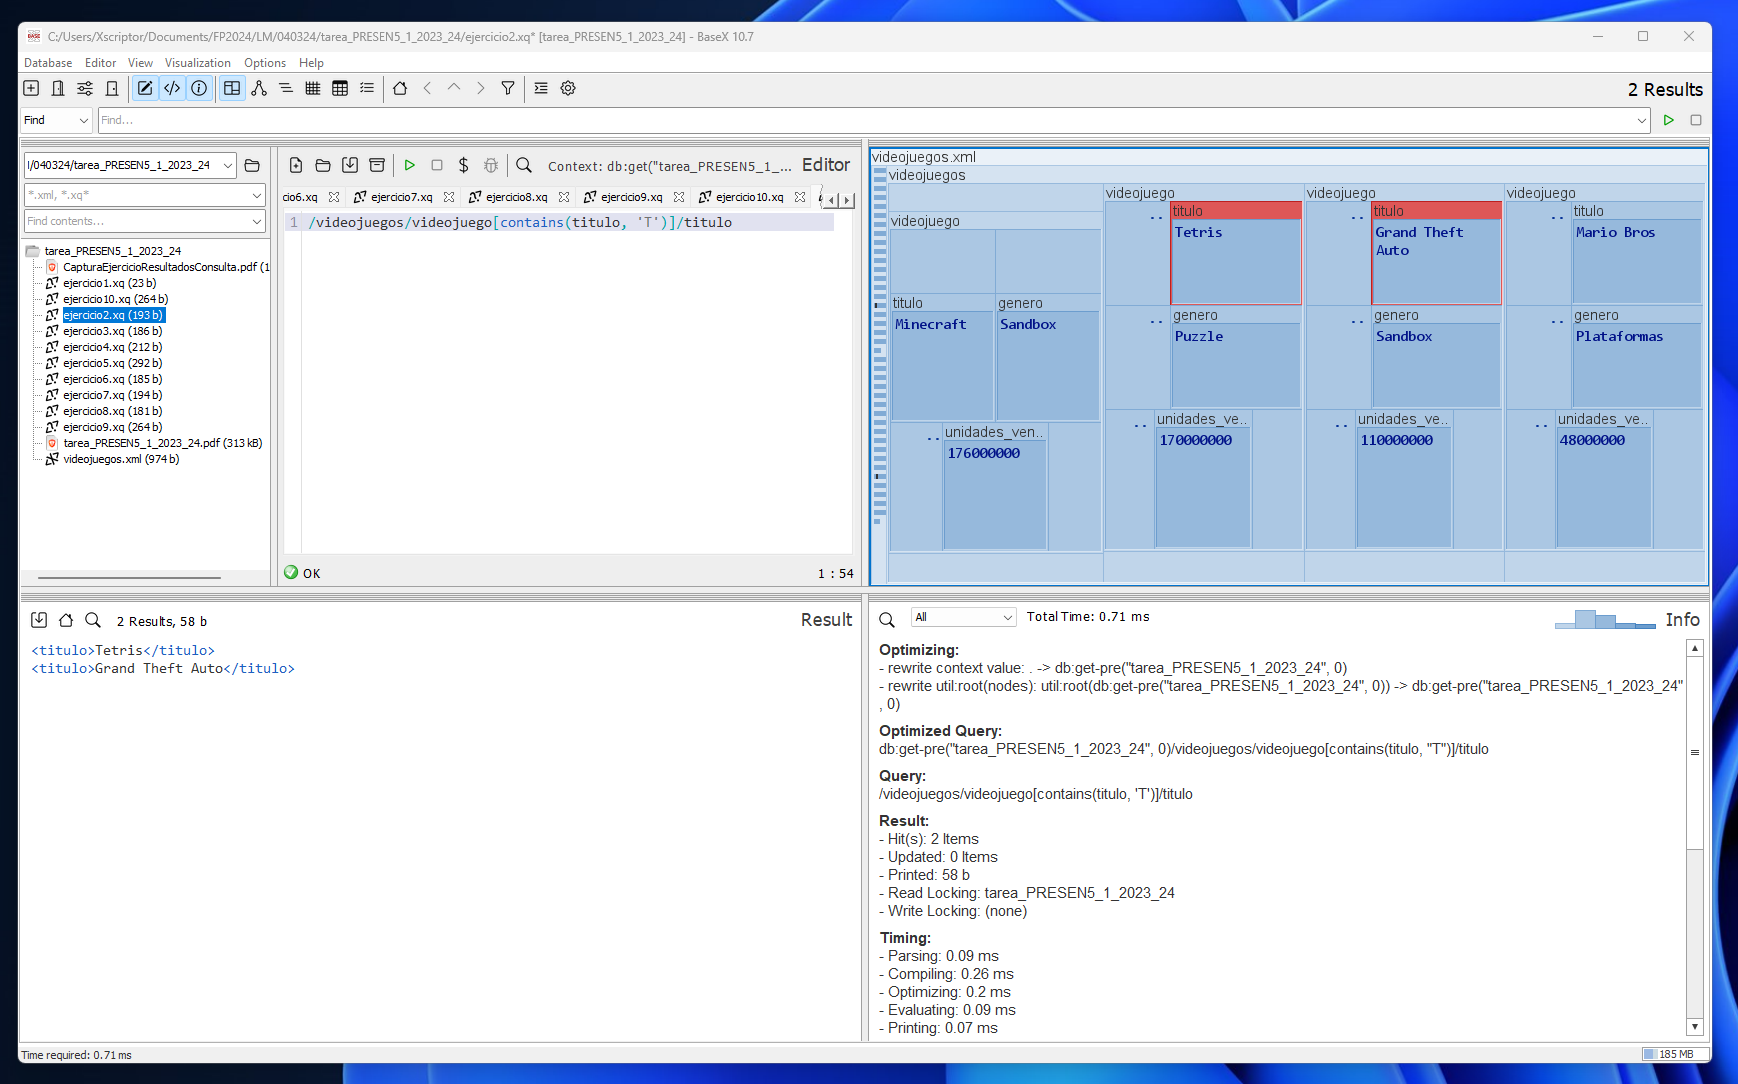 C:/Users/Xscriptor/Documents/FP2024/LM/040324/tarea_PRESEN5_1_2023_24/ejercicio2.xq* [tarea_PRESEN5_1_2023_24] - BaseX 10.7
Database Editor View Visualization Options Help
2 Results
Find Find...
l/040324/tarea_PRESEN5_1_2023_24
*.xml, *.xq*
Find contents...
tarea_PRESEN5_1_2023_24
CapturaEjercicioResultadosConsulta.pdf (1
ejercicio1.xq (23 b)
ejercicio10.xq (264 b)
ejercicio2.xq (193 b)
ejercicio3.xq (186 b)
ejercicio4.xq (212 b)
ejercicio5.xq (292 b)
ejercicio6.xq (185 b)
ejercicio7.xq (194 b)
ejercicio8.xq (181 b)
ejercicio9.xq (264 b)
tarea_PRESEN5_1_2023_24.pdf (313 kB)
videojuegos.xml (974 b)
Context: db:get("tarea_PRESEN5_1_... Editor
cio6.xq ejercicio7.xq ejercicio8.xq ejercicio9.xq ejercicio10.xq
1 /videojuegos/videojuego[contains(titulo, 'T')]/titulo
OK 1 : 54
videojuegos.xml
videojuegos
videojuego
titulo
Minecraft
genero
Sandbox
.. unidades_ven..
176000000
videojuego
.. titulo
Tetris
.. genero
Puzzle
.. unidades_ve..
170000000
videojuego
.. titulo
Grand Theft
Auto
.. genero
Sandbox
.. unidades_ve..
110000000
videojuego
.. titulo
Mario Bros
.. genero
Plataformas
.. unidades_ve..
48000000
2 Results, 58 b Result
<titulo>Tetris</titulo>
<titulo>Grand Theft Auto</titulo>
All Total Time: 0.71 ms Info
Optimizing:
- rewrite context value: . -> db:get-pre("tarea_PRESEN5_1_2023_24", 0)
- rewrite util:root(nodes): util:root(db:get-pre("tarea_PRESEN5_1_2023_24", 0)) -> db:get-pre("tarea_PRESEN5_1_2023_24"
, 0)
Optimized Query:
db:get-pre("tarea_PRESEN5_1_2023_24", 0)/videojuegos/videojuego[contains(titulo, "T")]/titulo
Query:
/videojuegos/videojuego[contains(titulo, 'T')]/titulo
Result:
- Hit(s): 2 Items
- Updated: 0 Items
- Printed: 58 b
- Read Locking: tarea_PRESEN5_1_2023_24
- Write Locking: (none)
Timing:
- Parsing: 0.09 ms
- Compiling: 0.26 ms
- Optimizing: 0.2 ms
- Evaluating: 0.09 ms
- Printing: 0.07 ms
Time required: 0.71 ms
185 MB